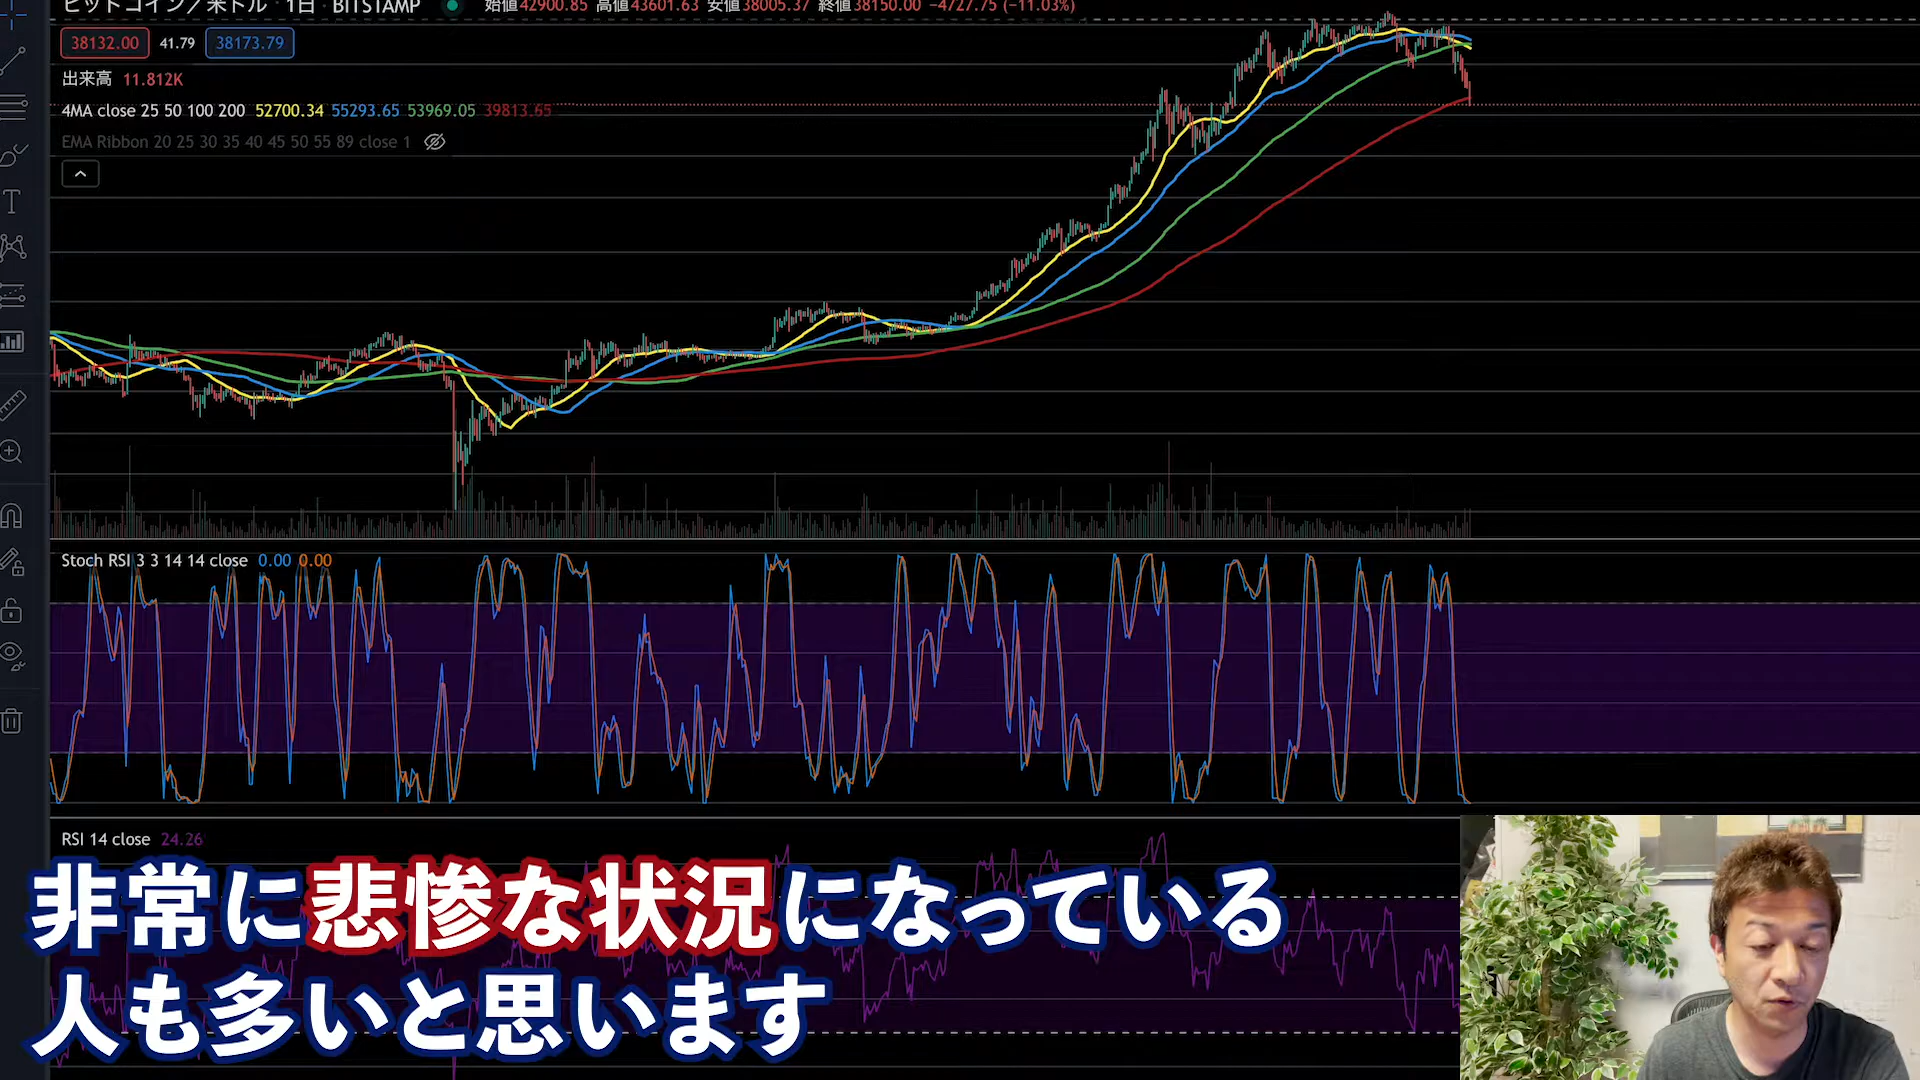 ビットコイン／米ドル · 1日 · BITSTAMP 始値42900.85 高値43601.63 安値38005.37 終値38150.00 −4727.75 (−11.03%)
38132.00 41.79 38173.79
出来高 11.812K
4MA close 25 50 100 200 52700.34 55293.65 53969.05 39813.65
EMA Ribbon 20 25 30 35 40 45 50 55 89 close 1
Stoch RSI 3 3 14 14 close 0.00 0.00
RSI 14 close 24.26
非常に悲惨な状況になっている
人も多いと思います